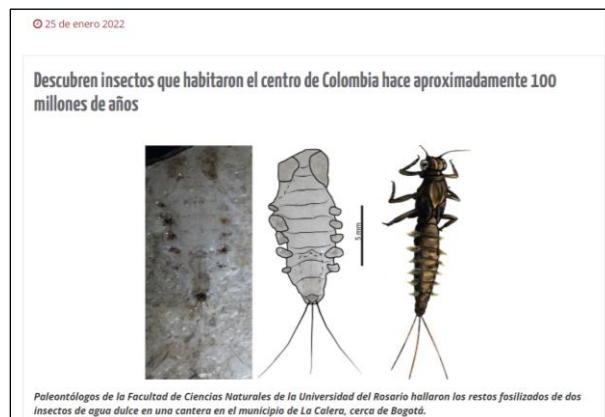 25 de enero 2022
Descubren insectos que habitaron el centro de Colombia hace aproximadamente 100
millones de años
5 mm
Paleontólogos de la Facultad de Ciencias Naturales de la Universidad del Rosario hallaron los restos fosilizados de dos
insectos de agua dulce en una cantera en el municipio de La Calera, cerca de Bogotá.